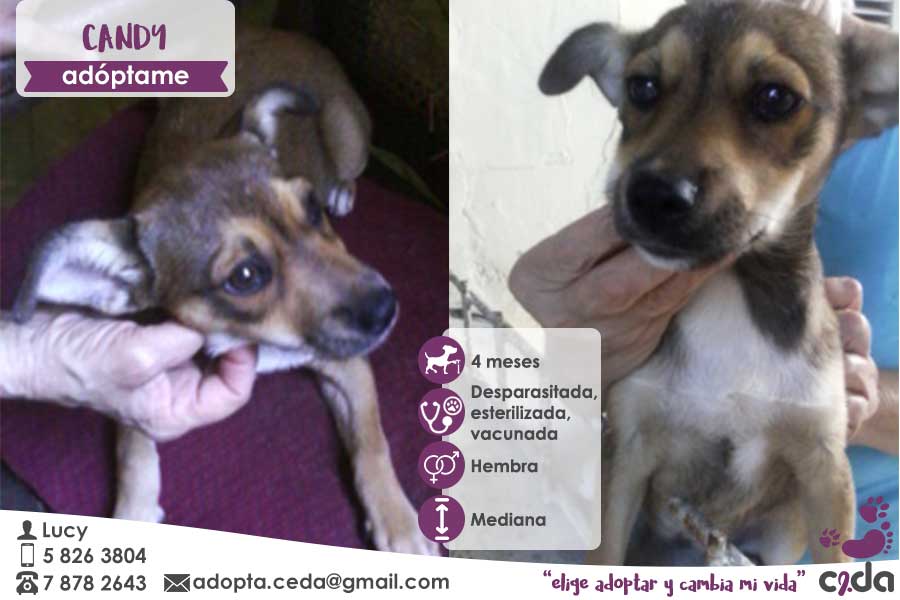 CANDY
adóptame
4 meses
Desparasitada,
esterilizada,
vacunada
Hembra
Mediana
Lucy
5 826 3804
7 878 2643 adopta.ceda@gmail.com
“elige adoptar y cambia mi vida”
ceda